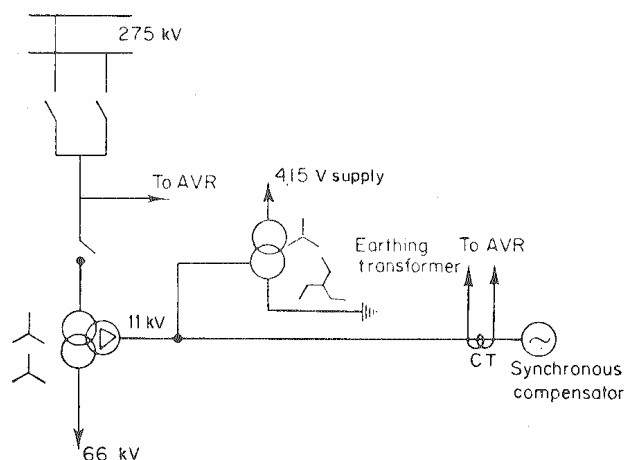 275 kV
To AVR
415 V supply
Earthing
transformer
To AVR
11 kV
CT
Synchronous
compensator
66 kV